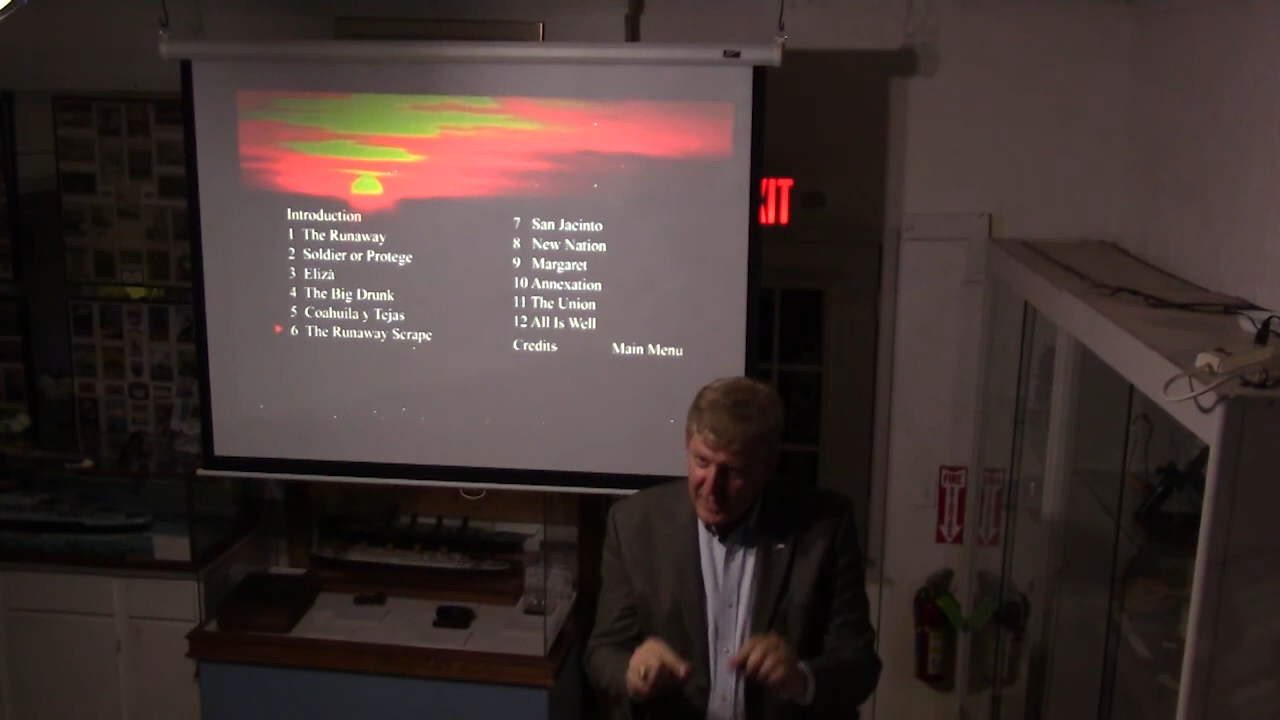 Introduction
1 The Runaway
2 Soldier or Protege
3 Eliza
4 The Big Drunk
5 Coahuila y Tejas
6 The Runaway Scrape
7 San Jacinto
8 New Nation
9 Margaret
10 Annexation
11 The Union
12 All Is Well
Credits
Main Menu
XIT
FIRE
FIRE